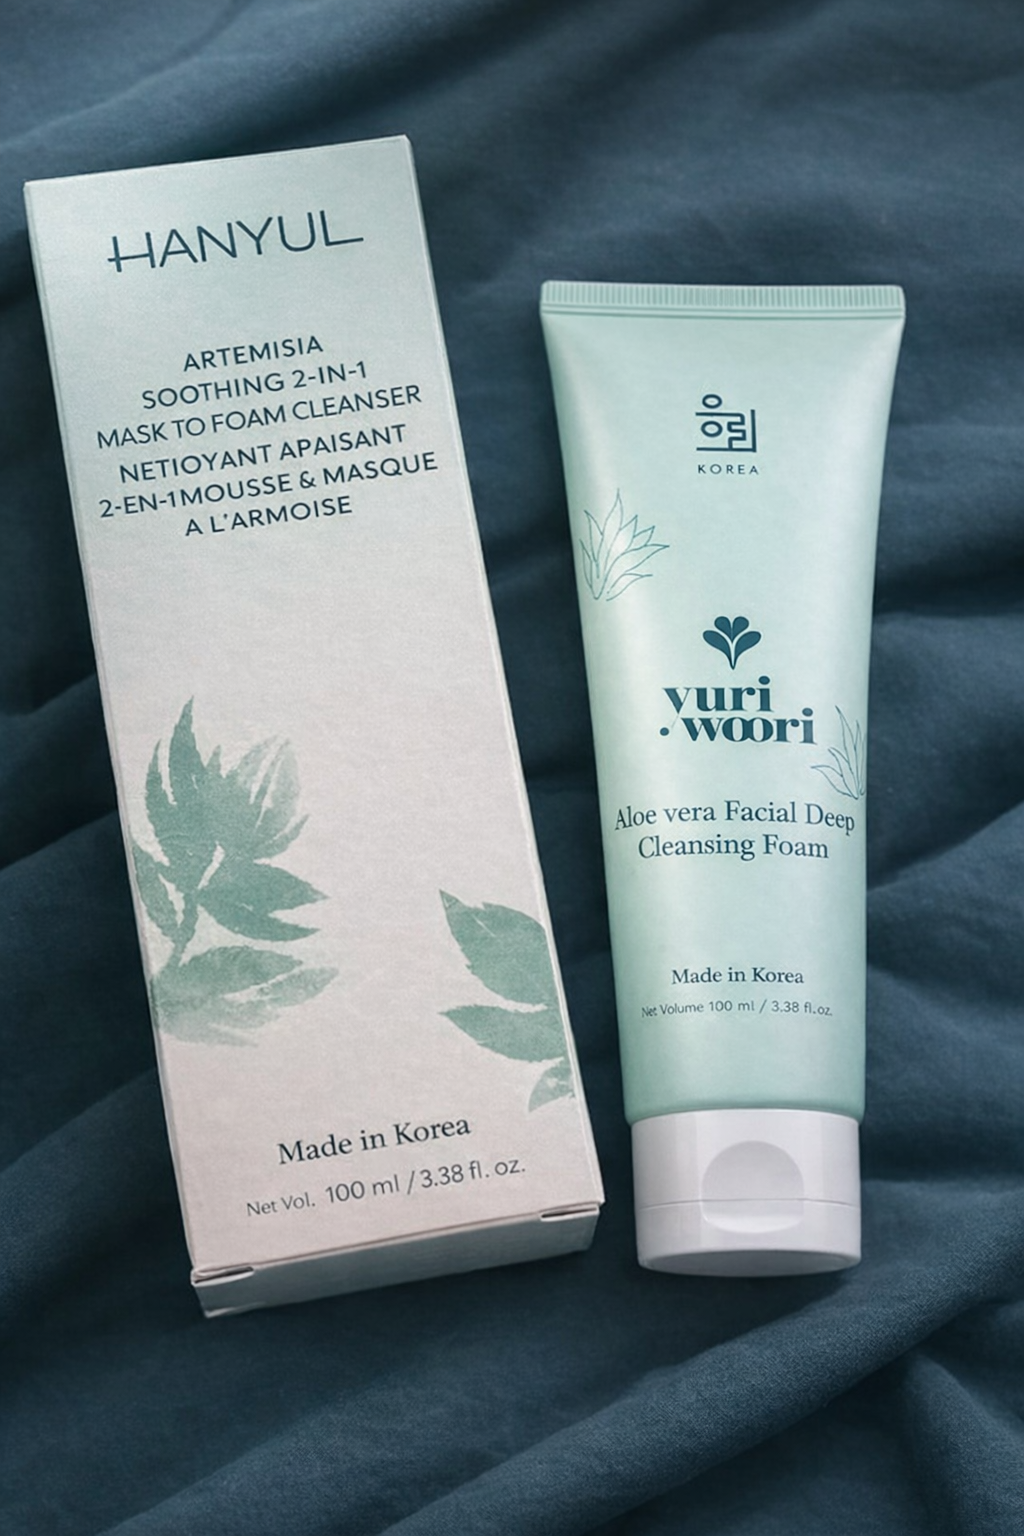 HANYUL
ARTEMISIA
SOOTHING 2-IN-1
MASK TO FOAM CLEANSER
NETIOYANT APAISANT
2-EN-1MOUSSE & MASQUE
A L'ARMOISE
Made in Korea
Net Vol. 100 ml / 3.38 fl. oz.
KOREA
yuri
woori
Aloe vera Facial Deep
Cleansing Foam
Made in Korea
Net Volume 100 ml / 3.38 fl.oz.